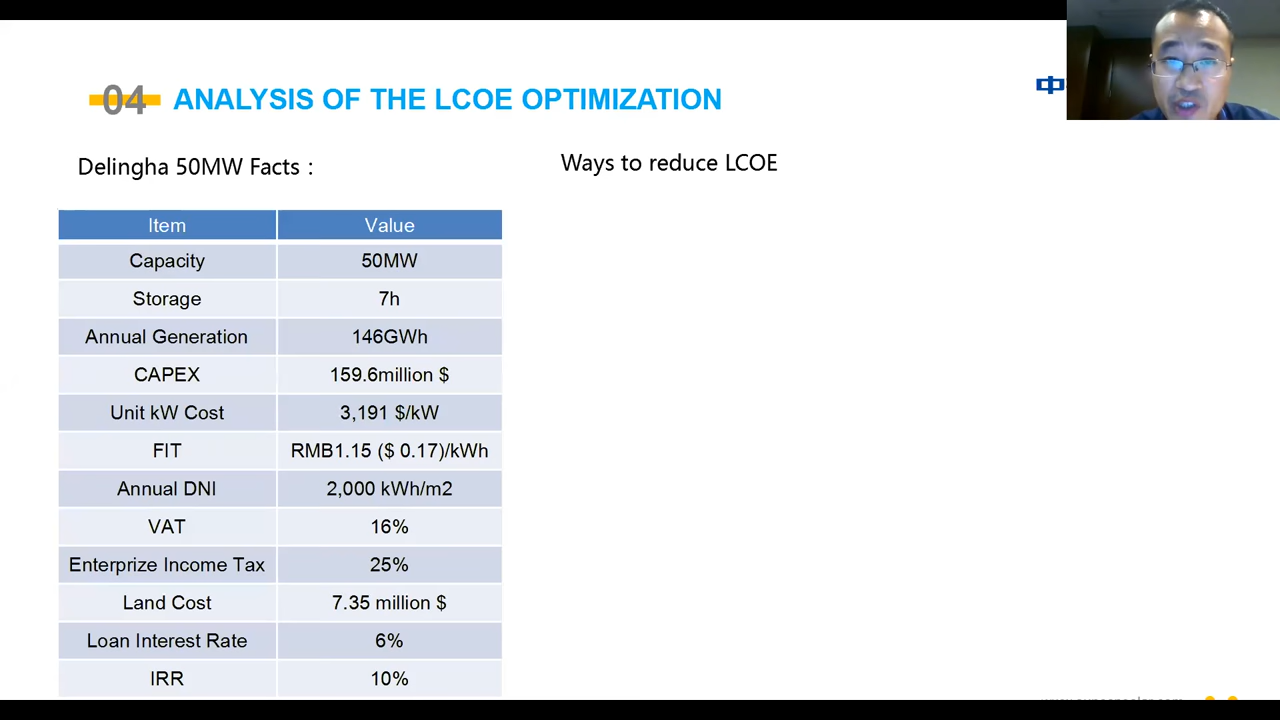 04 ANALYSIS OF THE LCOE OPTIMIZATION
中
Delingha 50MW Facts：
Ways to reduce LCOE
Item Value
Capacity 50MW
Storage 7h
Annual Generation 146GWh
CAPEX 159.6million $
Unit kW Cost 3,191 $/kW
FIT RMB1.15 ($ 0.17)/kWh
Annual DNI 2,000 kWh/m2
VAT 16%
Enterprize Income Tax 25%
Land Cost 7.35 million $
Loan Interest Rate 6%
IRR 10%